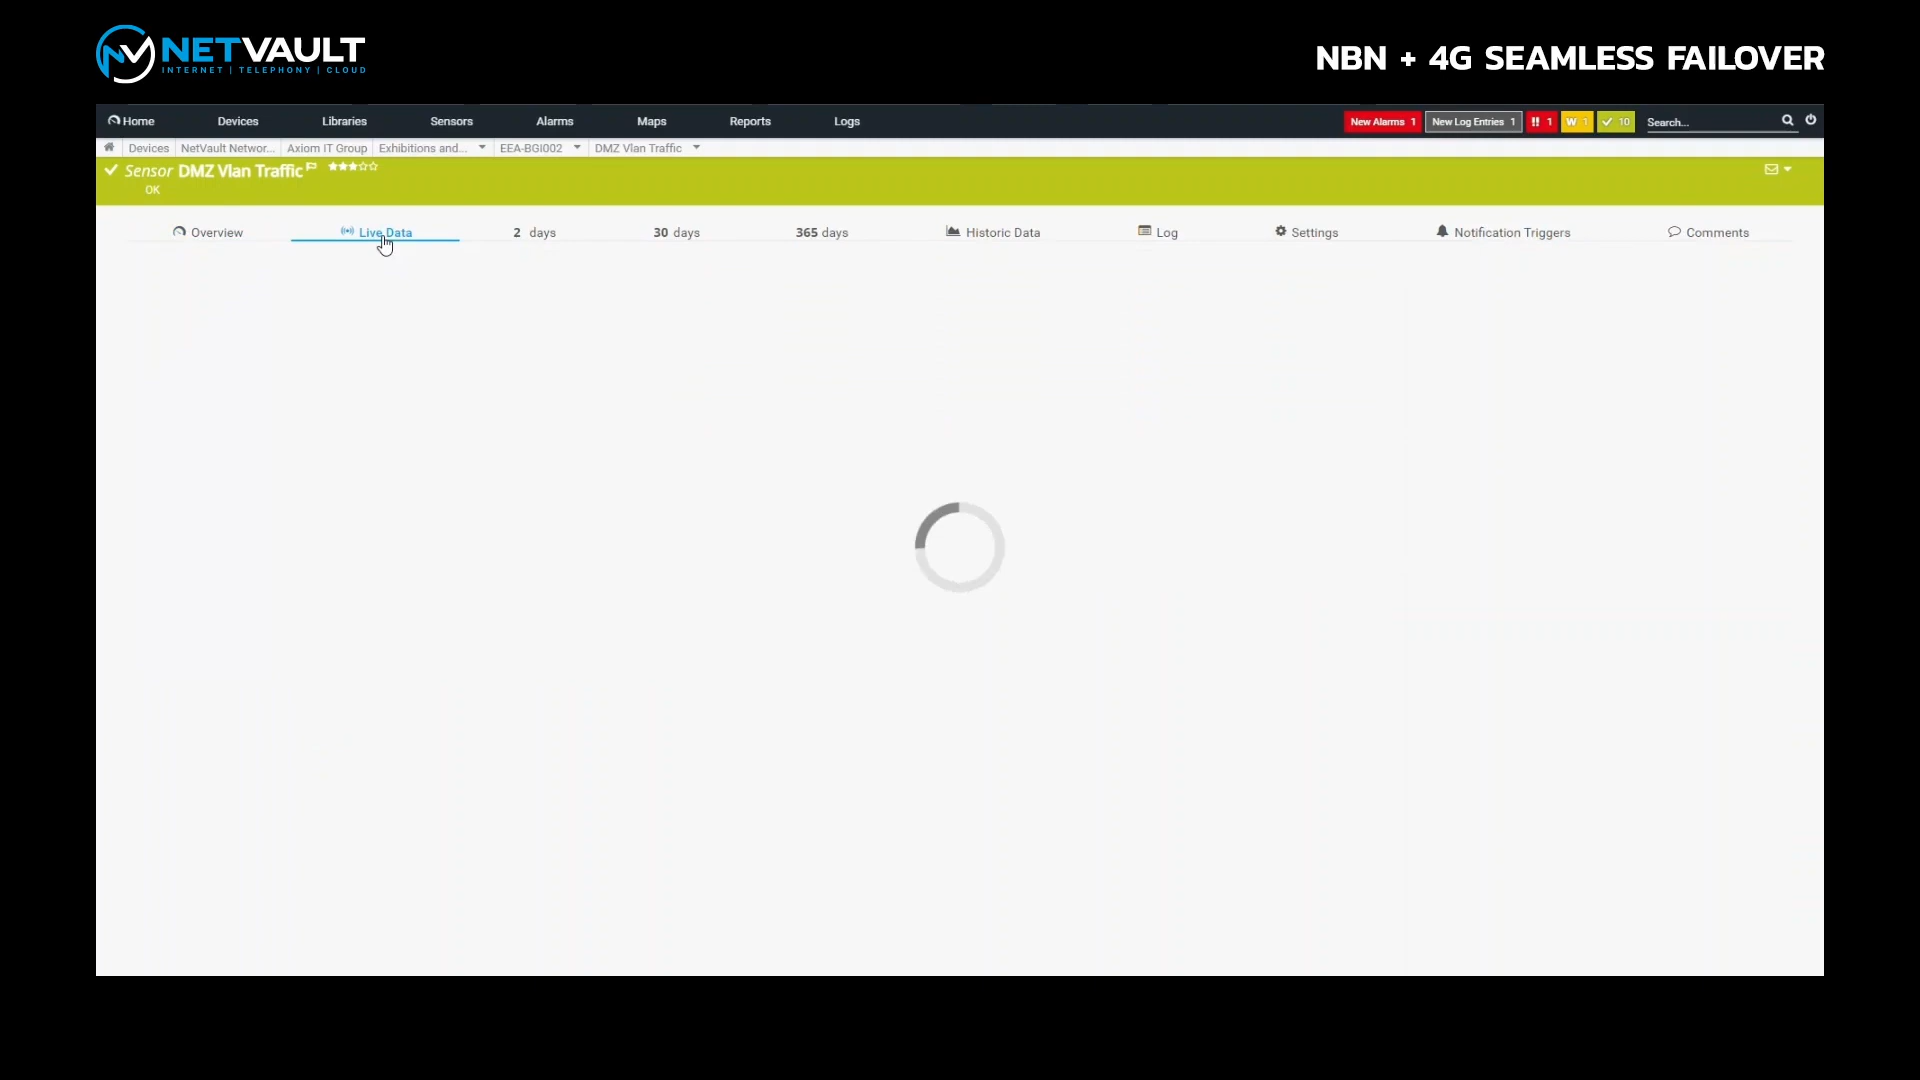 NETVAULT
INTERNET | TELEPHONY | CLOUD
NBN + 4G SEAMLESS FAILOVER
Home Devices Libraries Sensors Alarms Maps Reports Logs New Alarms 1 New Log Entries 1 !! 1 W 1 10 Search...
Devices NetVault Networ... Axiom IT Group Exhibitions and... EEA-BGI002 DMZ Vlan Traffic
Sensor DMZ Vlan Traffic
OK
Overview Live Data 2 days 30 days 365 days Historic Data Log Settings Notification Triggers Comments